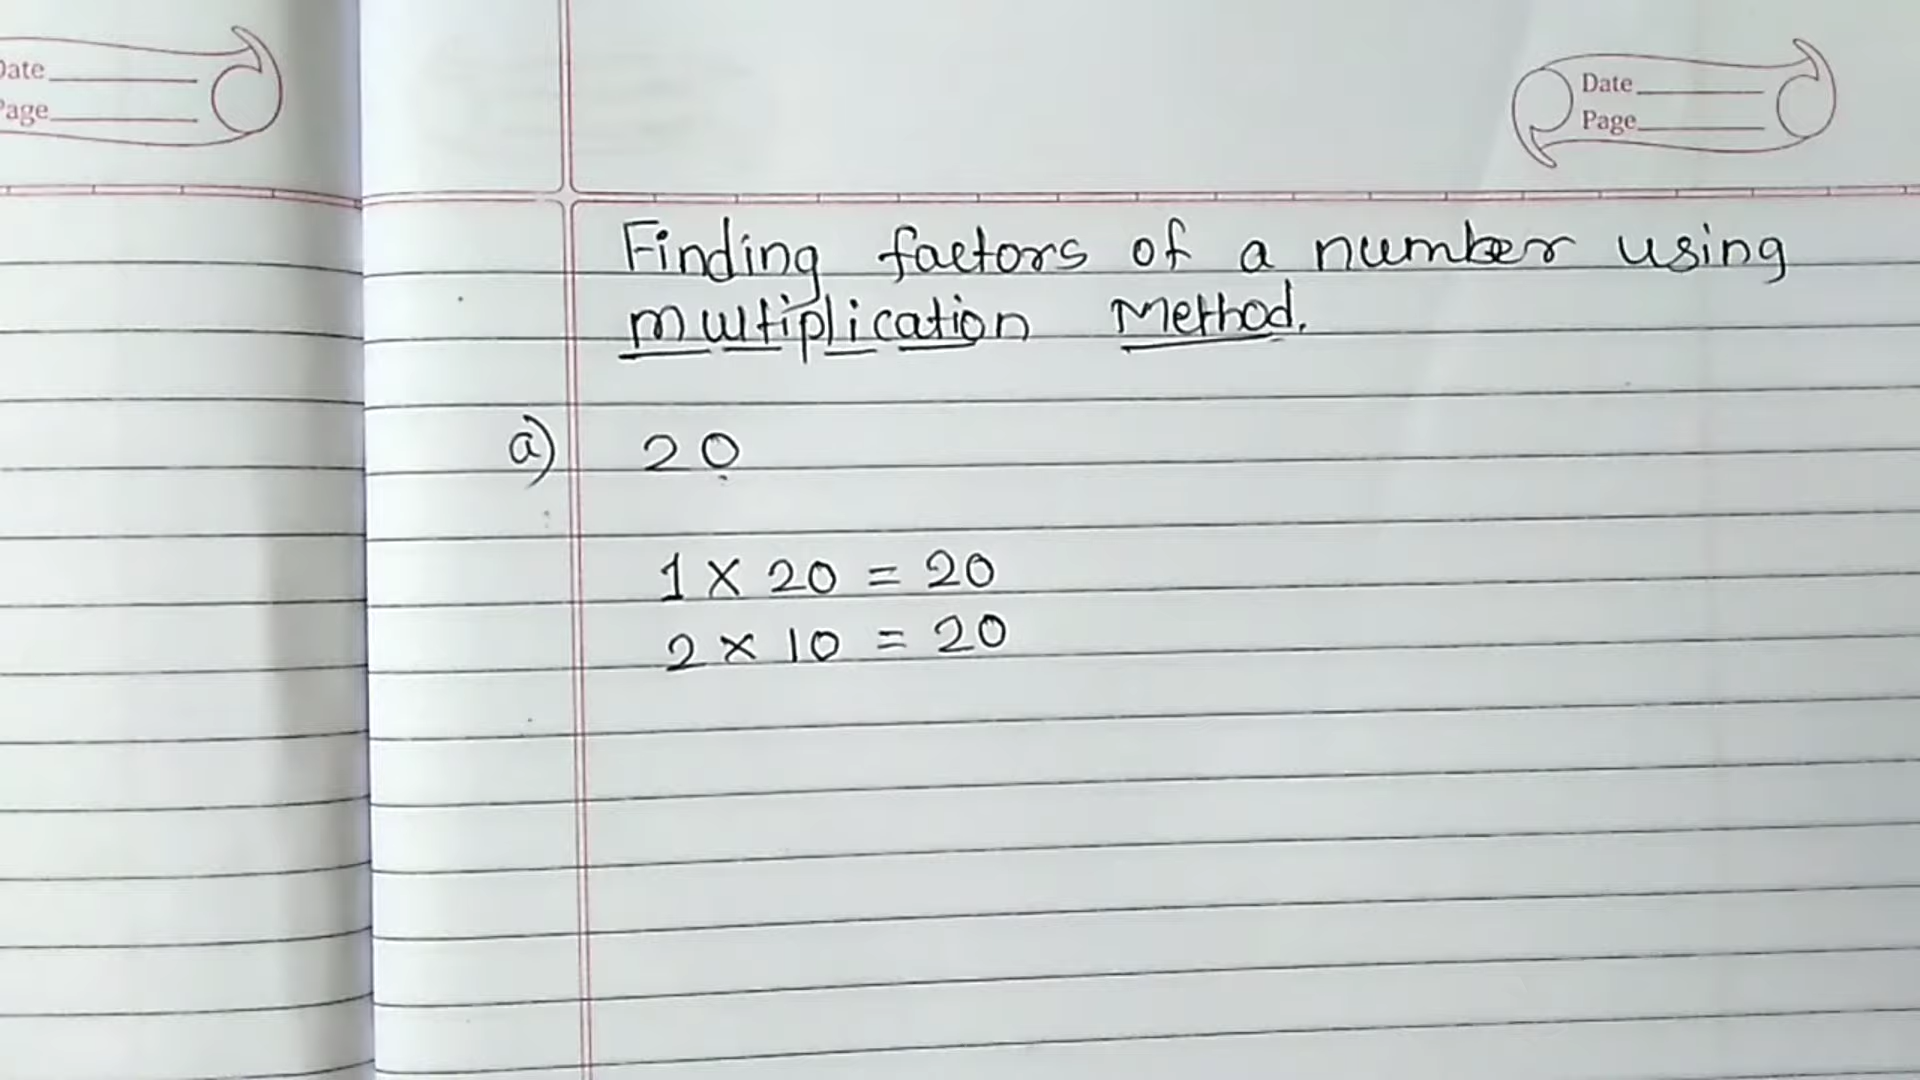 Date
Page
Date
Page
Finding factors of a number using
multiplication Method.
a) 20
1 × 20 = 20
2 × 10 = 20